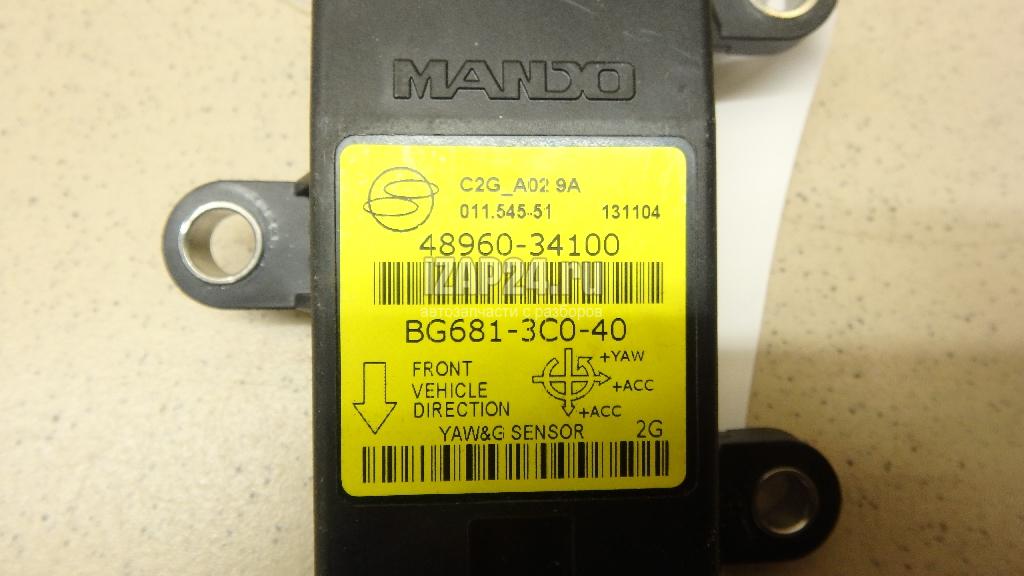 MANDO
C2G_A02 9A
011.545-51 131104
48960-34100
IZAP24.ru
автозапчасти с разборов
BG681-3C0-40
FRONT
VEHICLE
DIRECTION
+YAW
+ACC
+ACC
YAW&G SENSOR 2G